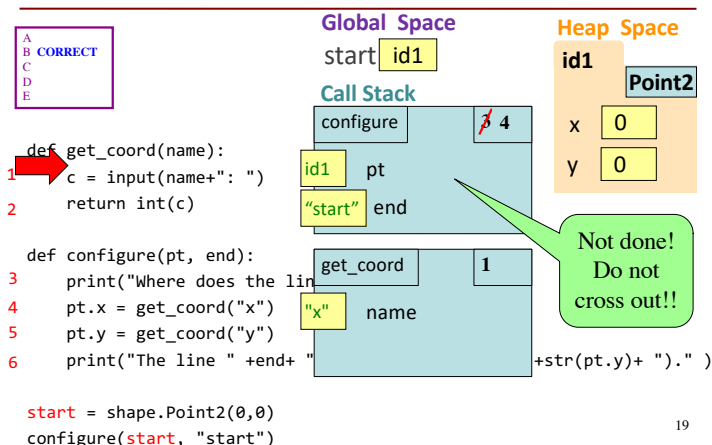 Global Space
Heap Space
A
B CORRECT
C
D
E
start id1
id1
Point2
x 0
y 0
Call Stack
configure 3 4
id1 pt
“start” end
Not done!
Do not
cross out!!
get_coord 1
"x" name
def get_coord(name):
1 c = input(name+": ")
2 return int(c)
def configure(pt, end):
3 print("Where does the lin
4 pt.x = get_coord("x")
5 pt.y = get_coord("y")
6 print("The line " +end+ " +str(pt.y)+ ")." )
start = shape.Point2(0,0)
configure(start, "start")
19